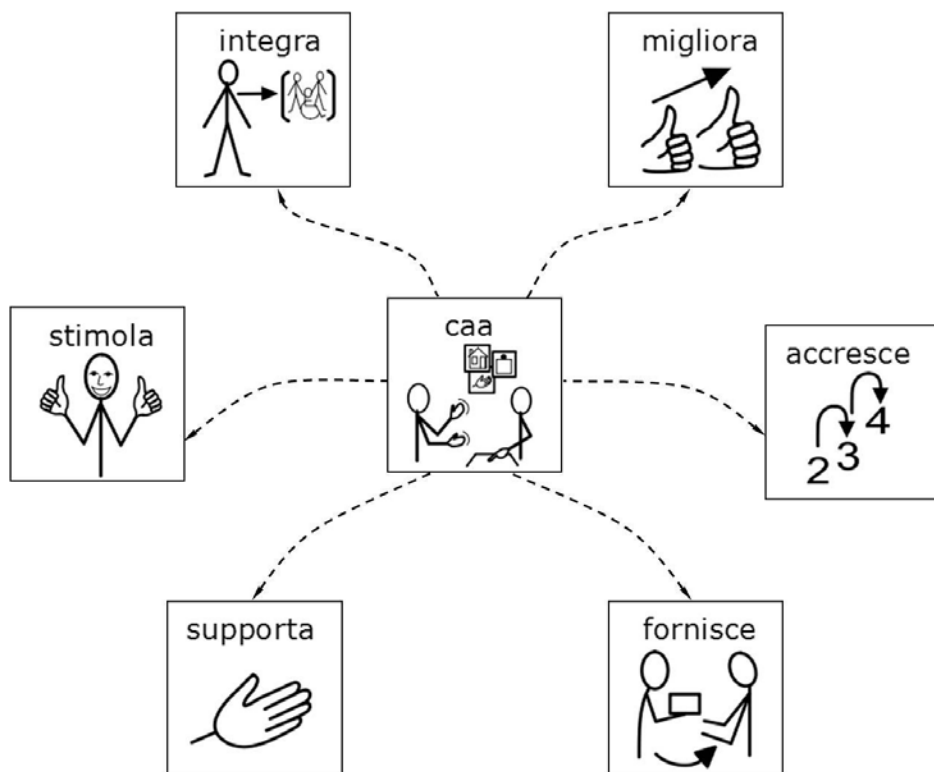 integra
migliora
stimola
caa
accresce
2 3 4
supporta
fornisce